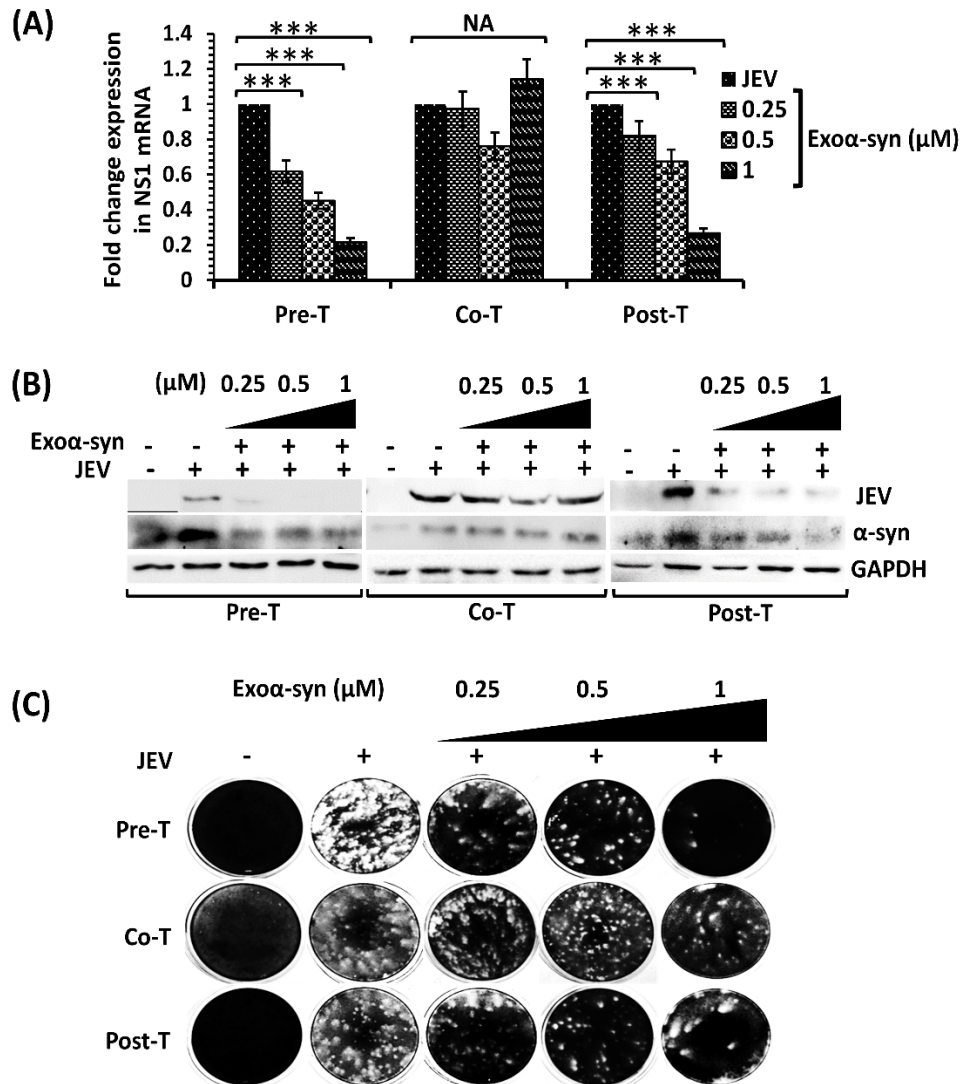 (A)
Fold change expression
in NS1 mRNA
1.4
1.2
1
0.8
0.6
0.4
0.2
0
***
***
***
NA
***
***
***
JEV
0.25
0.5
1
Exoα-syn (μM)
Pre-T Co-T Post-T
(B)
(μM) 0.25 0.5 1 0.25 0.5 1 0.25 0.5 1
Exoα-syn - - + + + - - + + + - - + + +
JEV - + + + + - + + + + - + + + +
JEV
α-syn
GAPDH
Pre-T Co-T Post-T
(C)
Exoα-syn (μM) 0.25 0.5 1
JEV - + + + +
Pre-T
Co-T
Post-T